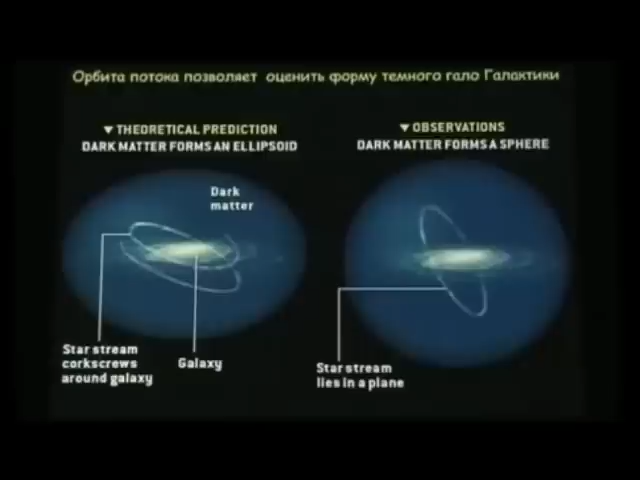 Орбита потока позволяет оценить форму темного гало Галактики
▼ THEORETICAL PREDICTION
DARK MATTER FORMS AN ELLIPSOID
▼ OBSERVATIONS
DARK MATTER FORMS A SPHERE
Dark
matter
Star stream
corkscrews
around galaxy
Galaxy
Star stream
lies in a plane